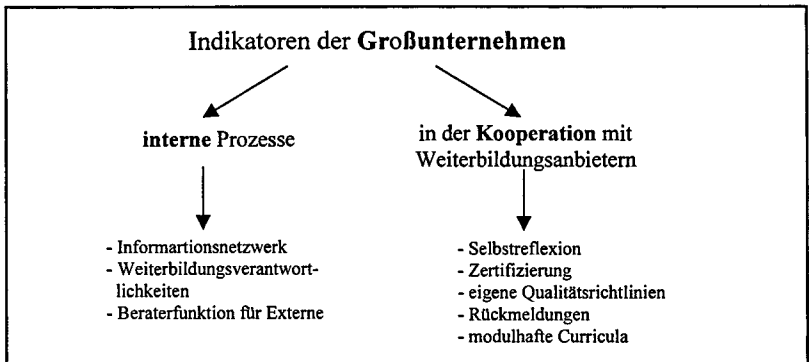 Indikatoren der Großunternehmen
interne Prozesse
in der Kooperation mit
Weiterbildungsanbietern
- Informartionsnetzwerk
- Weiterbildungsverantwort-
lichkeiten
- Beraterfunktion für Externe
- Selbstreflexion
- Zertifizierung
- eigene Qualitätsrichtlinien
- Rückmeldungen
- modulhafte Curricula